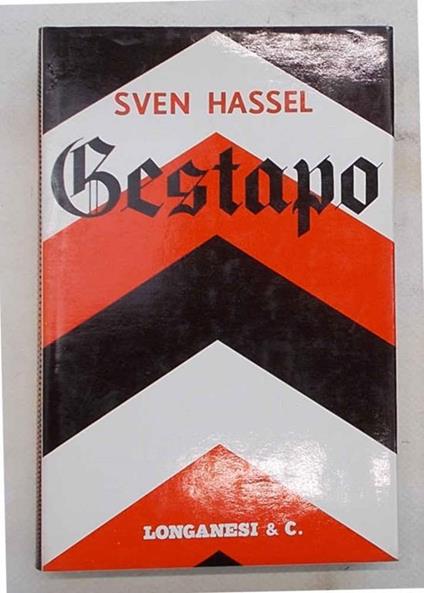 SVEN HASSEL
Gestapo
LONGANESI & C.